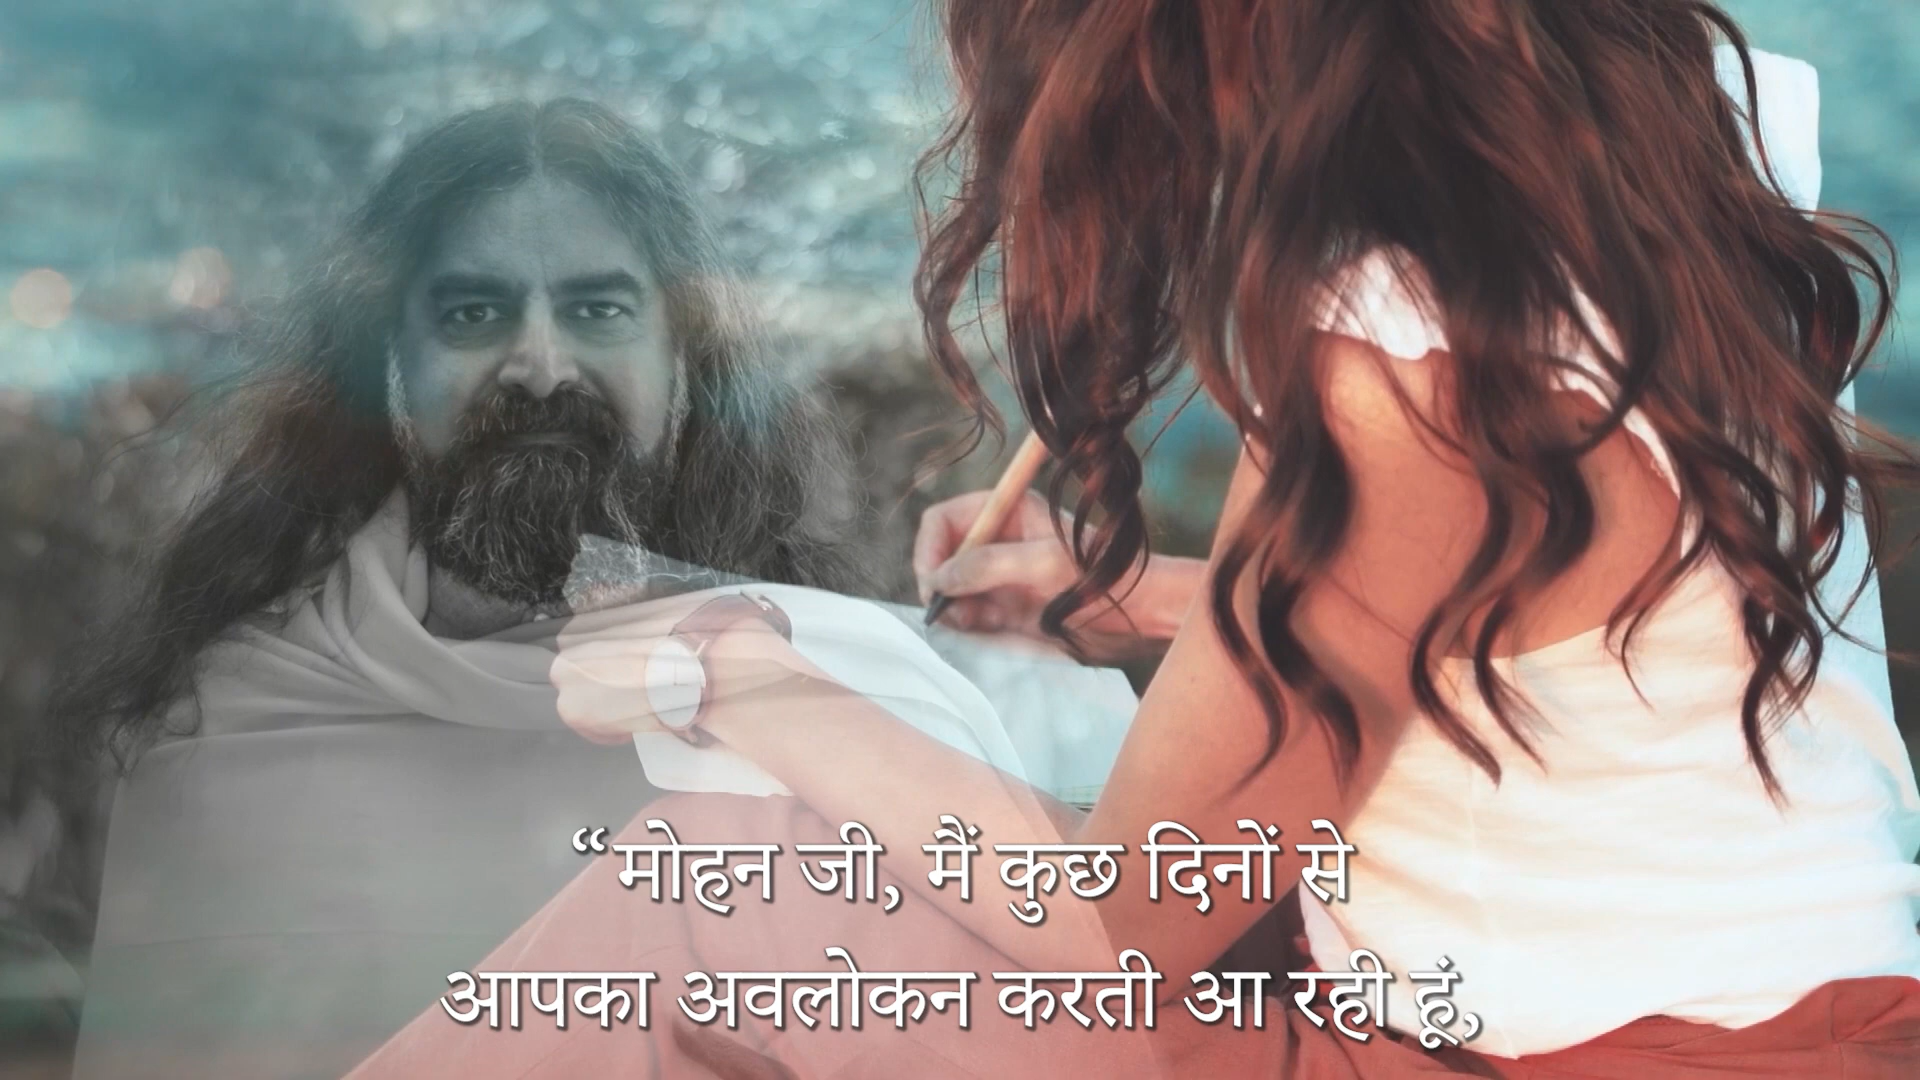 “मोहन जी, मैं कुछ दिनों से
आपका अवलोकन करती आ रही हूं,